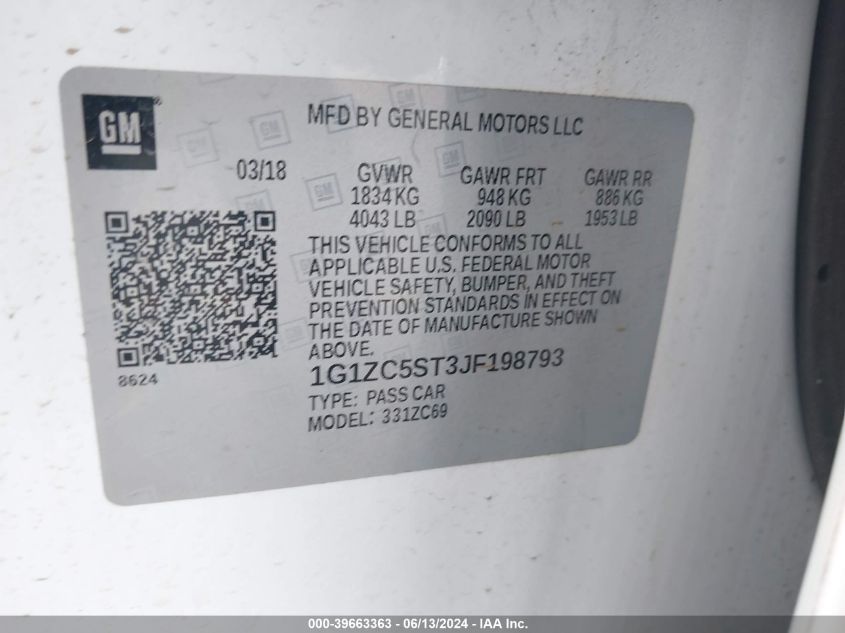 GM
MFD BY GENERAL MOTORS LLC
03/18
GVWR GAWR FRT GAWR RR
1834 KG 948 KG 886 KG
4043 LB 2090 LB 1953 LB
THIS VEHICLE CONFORMS TO ALL
APPLICABLE U.S. FEDERAL MOTOR
VEHICLE SAFETY, BUMPER, AND THEFT
PREVENTION STANDARDS IN EFFECT ON
THE DATE OF MANUFACTURE SHOWN
ABOVE.
8624
1G1ZC5ST3JF198793
TYPE: PASS CAR
MODEL: 331ZC69
000-39663363 - 06/13/2024 - IAA Inc.